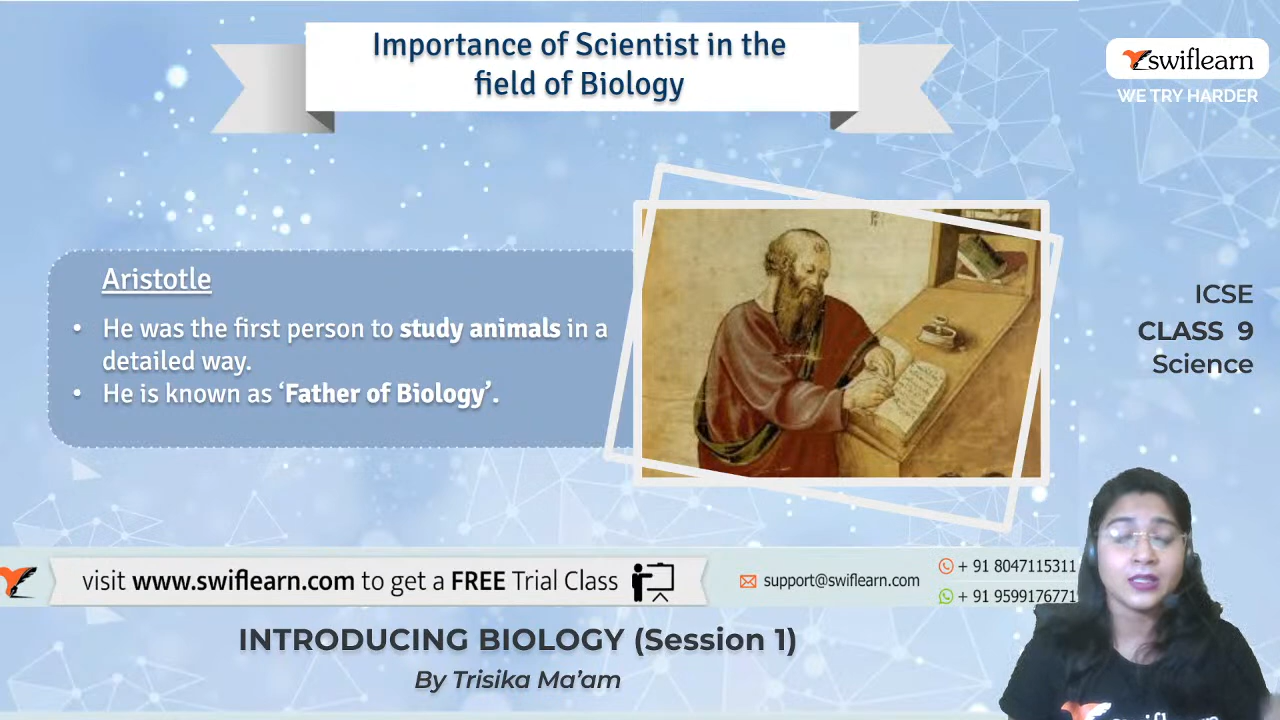 Importance of Scientist in the
field of Biology
swiflearn
WE TRY HARDER
Aristotle
• He was the first person to study animals in a
detailed way.
• He is known as ‘Father of Biology’.
ICSE
CLASS 9
Science
visit www.swiflearn.com to get a FREE Trial Class
support@swiflearn.com
+ 91 8047115311
+ 91 9599176771
INTRODUCING BIOLOGY (Session 1)
By Trisika Ma’am
swiflearn